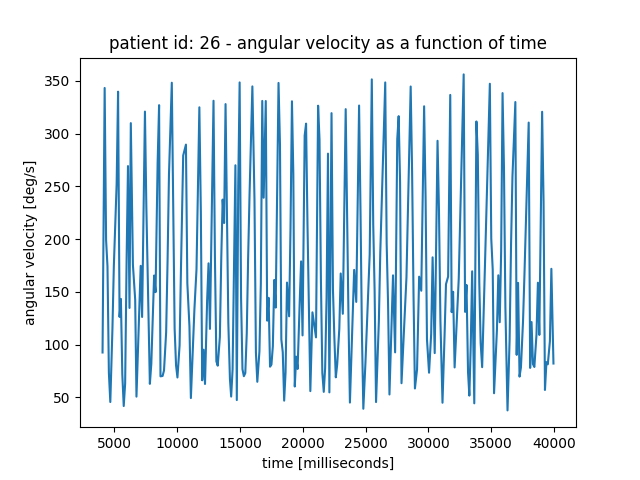 patient id: 26 - angular velocity as a function of time
350
300
250
200
150
100
50
angular velocity [deg/s]
5000 10000 15000 20000 25000 30000 35000 40000
time [milliseconds]